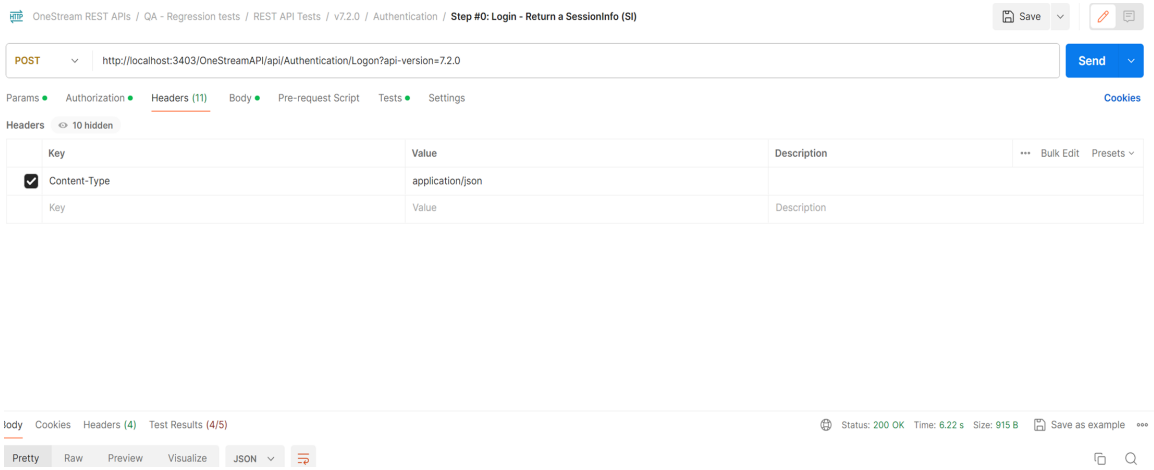 HTTP OneStream REST APIs / QA - Regression tests / REST API Tests / v7.2.0 / Authentication / Step #0: Login - Return a SessionInfo (SI) Save
POST http://localhost:3403/OneStreamAPI/api/Authentication/Logon?api-version=7.2.0 Send
Params Authorization Headers (11) Body Pre-request Script Tests Settings Cookies
Headers 10 hidden
Key Value Description Bulk Edit Presets
Content-Type application/json
Key Value Description
lody Cookies Headers (4) Test Results (4/5) Status: 200 OK Time: 6.22 s Size: 915 B Save as example
Pretty Raw Preview Visualize JSON